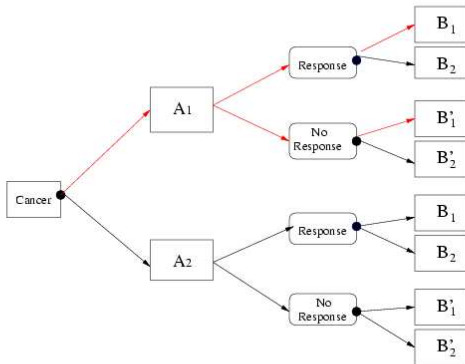 B1
Response
B2
A1
B'1
No
Response
B'2
Cancer
B1
Response
B2
A2
B'1
No
Response
B'2